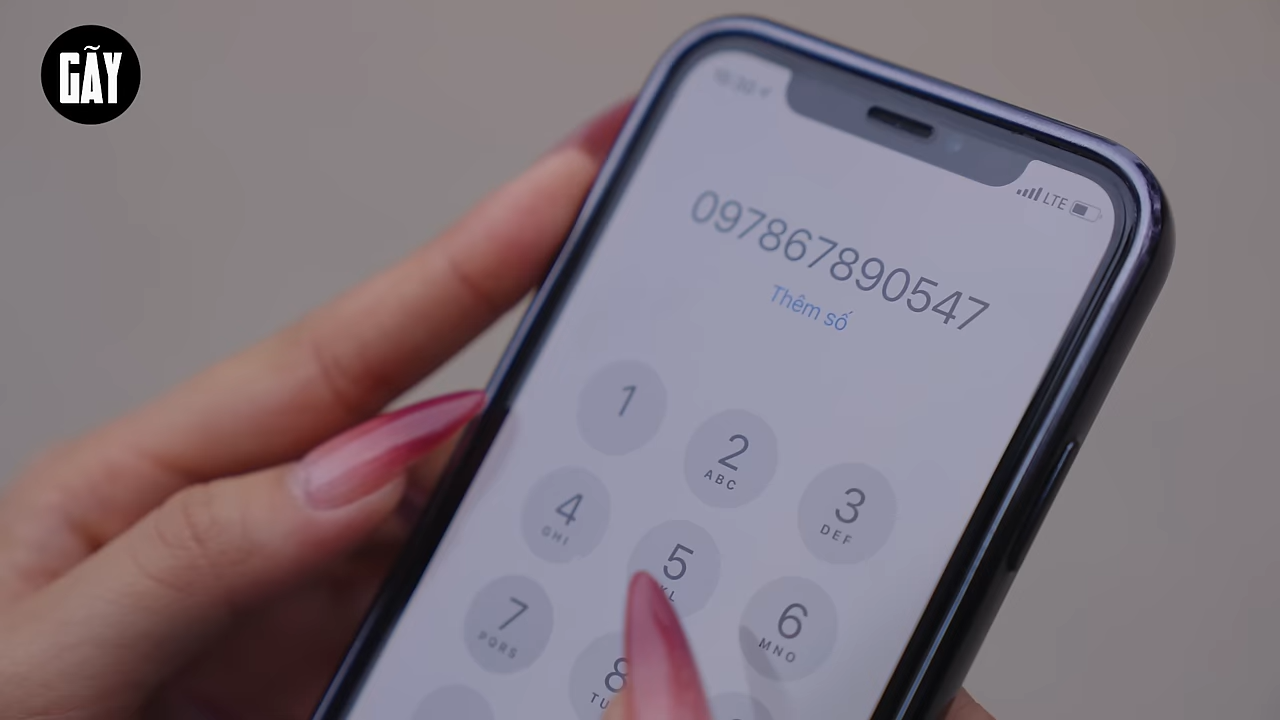 GÃY
LTE
097867890547
Thêm số
1
2
ABC
3
DEF
4
GHI
5
6
MNO
7
PQRS
8